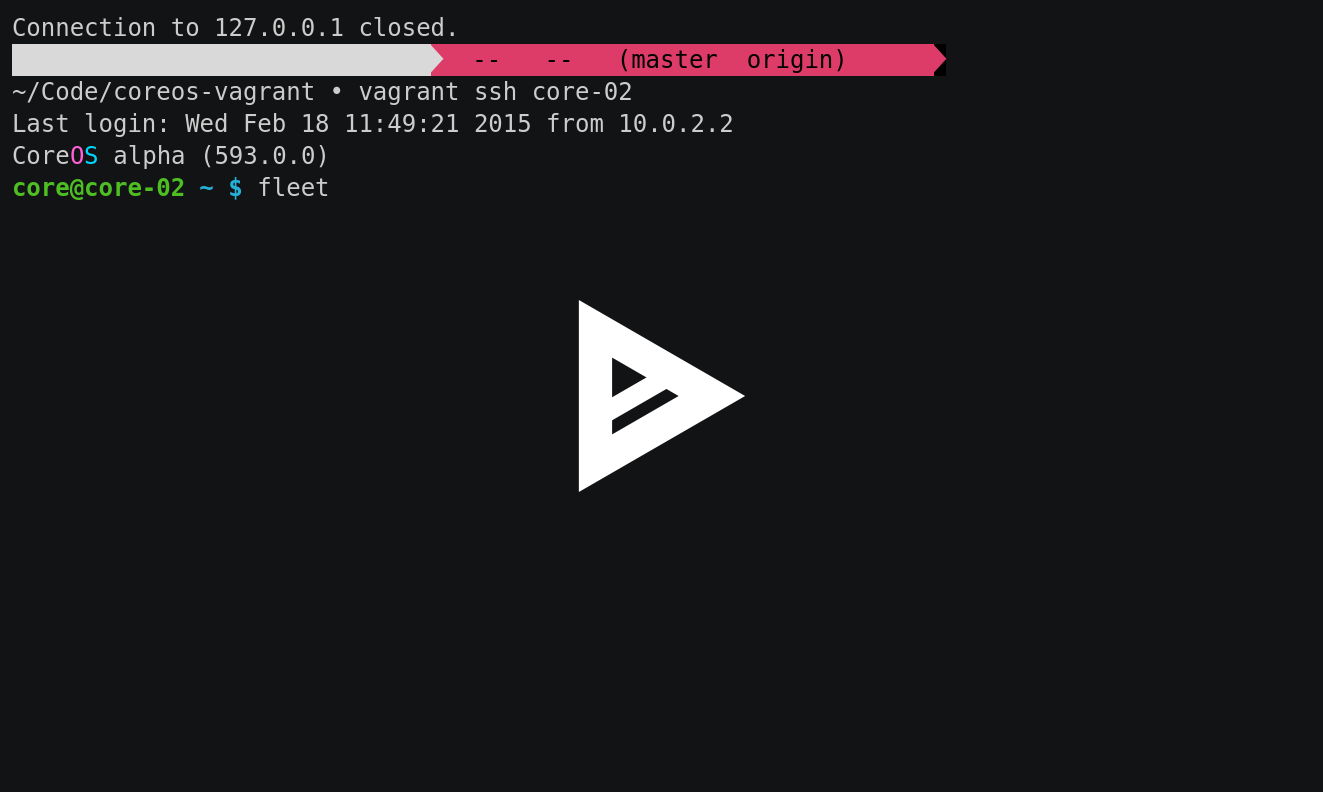 Connection to 127.0.0.1 closed.
-- -- (master origin)
~/Code/coreos-vagrant • vagrant ssh core-02
Last login: Wed Feb 18 11:49:21 2015 from 10.0.2.2
CoreOS alpha (593.0.0)
core@core-02 ~ $ fleet